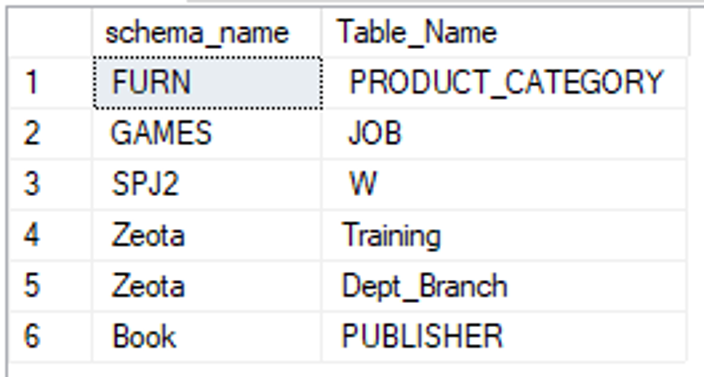 schema_name Table_Name
1 FURN PRODUCT_CATEGORY
2 GAMES JOB
3 SPJ2 W
4 Zeota Training
5 Zeota Dept_Branch
6 Book PUBLISHER